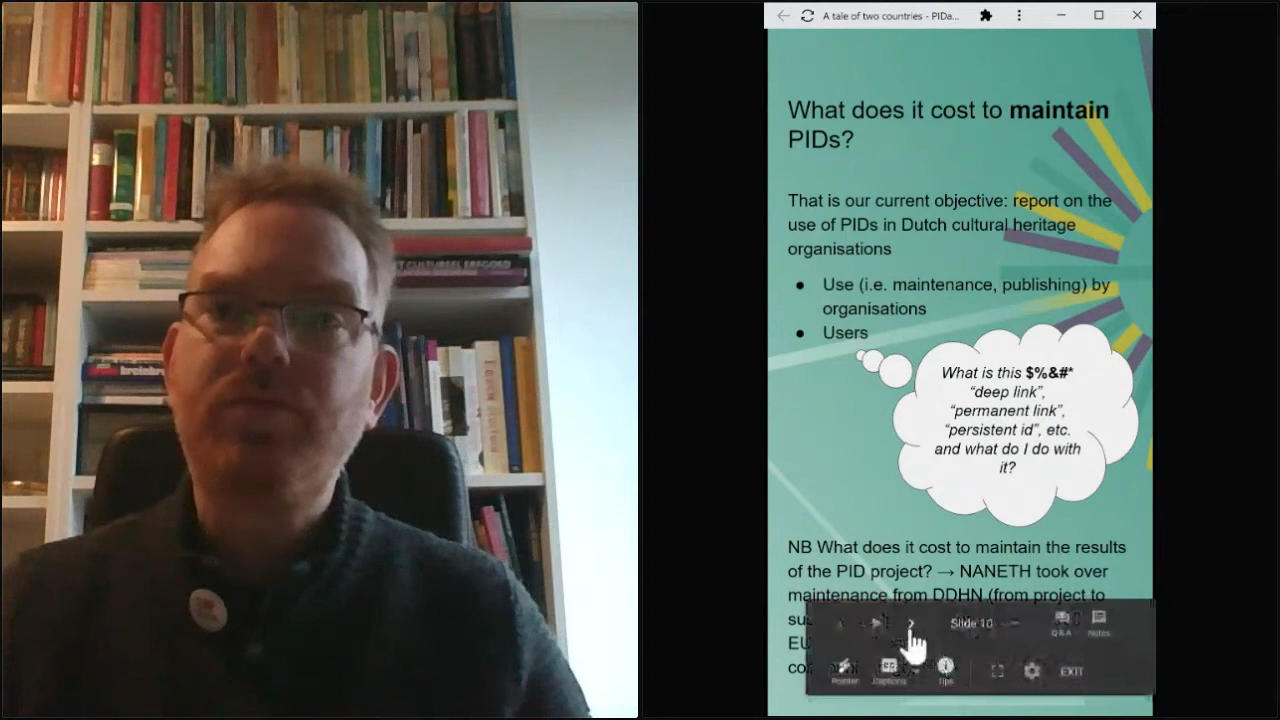 A tale of two countries - PIDa...
What does it cost to maintain
PIDs?
That is our current objective: report on the
use of PIDs in Dutch cultural heritage
organisations
● Use (i.e. maintenance, publishing) by
organisations
● Users
What is this $%&#*
“deep link”,
“permanent link”,
“persistent id”, etc.
and what do I do with
it?
NB What does it cost to maintain the results
of the PID project? → NANETH took over
maintenance from DDHN (from project to
Slide 10
Q & A
Notes
Pointer
Captions
Tips
EXIT